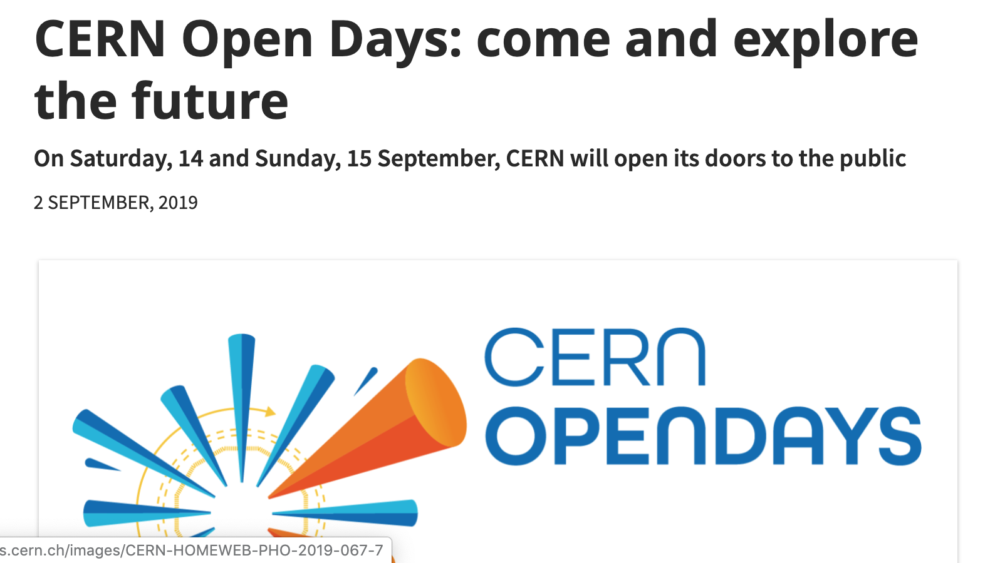 CERN Open Days: come and explore
the future
On Saturday, 14 and Sunday, 15 September, CERN will open its doors to the public
2 SEPTEMBER, 2019
CERN
OPENDAYS
s.cern.ch/images/CERN-HOMEWEB-PHO-2019-067-7